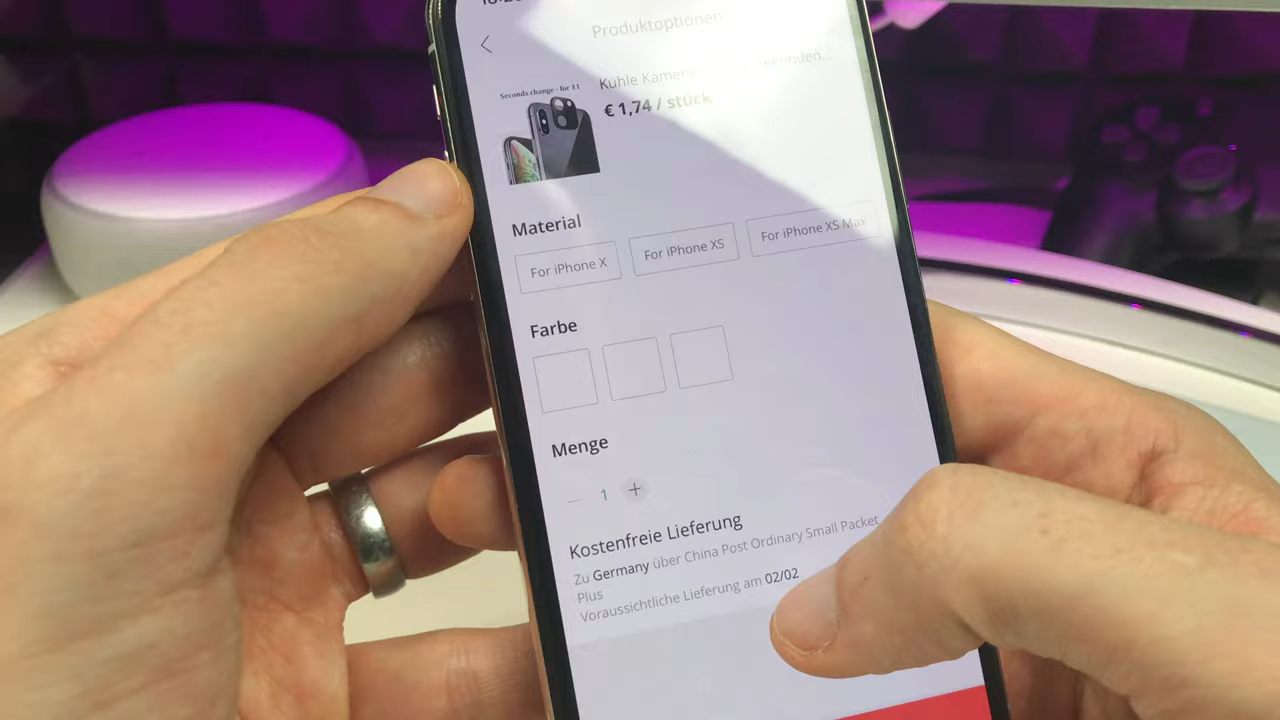 Produktoptionen
Seconds change - for 11
Kühle
€ 1,74 / stück
Material
For iPhone X
For iPhone XS
For iPhone XS Max
Farbe
Menge
1
Kostenfreie Lieferung
Zu Germany über China Post Ordinary Small Packet
Plus
Voraussichtliche Lieferung am 02/02